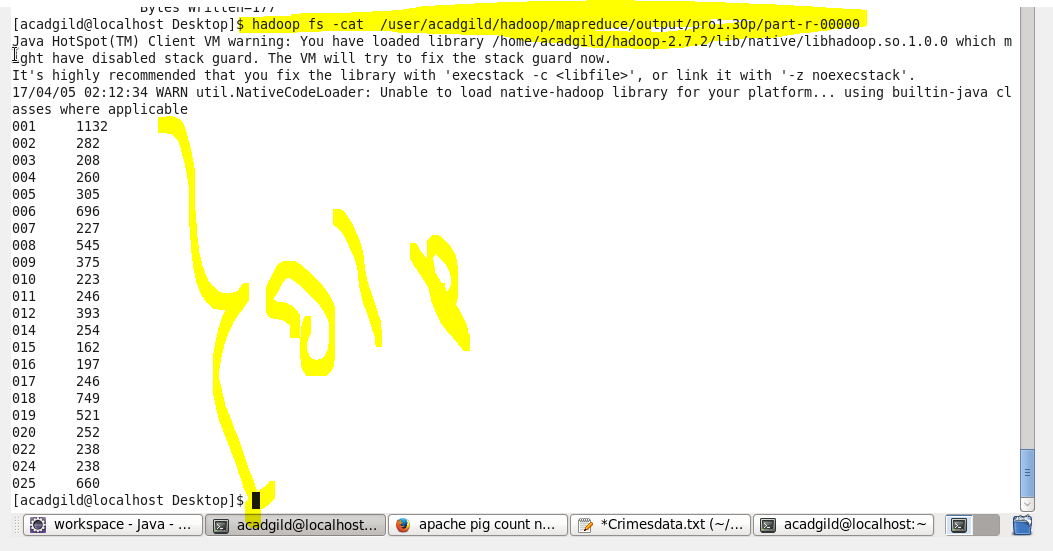 Bytes Written=177
[acadgild@localhost Desktop]$ hadoop fs -cat  /user/acadgild/hadoop/mapreduce/output/pro1.3Op/part-r-00000
Java HotSpot(TM) Client VM warning: You have loaded library /home/acadgild/hadoop-2.7.2/lib/native/libhadoop.so.1.0.0 which m
ight have disabled stack guard. The VM will try to fix the stack guard now.
It's highly recommended that you fix the library with 'execstack -c <libfile>', or link it with '-z noexecstack'.
17/04/05 02:12:34 WARN util.NativeCodeLoader: Unable to load native-hadoop library for your platform... using builtin-java cl
asses where applicable
001     1132
002     282
003     208
004     260
005     305
006     696
007     227
008     545
009     375
010     223
011     246
012     393
014     254
015     162
016     197
017     246
018     749
019     521
020     252
022     238
024     238
025     660
[acadgild@localhost Desktop]$
o/p
workspace - Java - ...
acadgild@localhost...
apache pig count n...
*Crimesdata.txt (~/...
acadgild@localhost:~